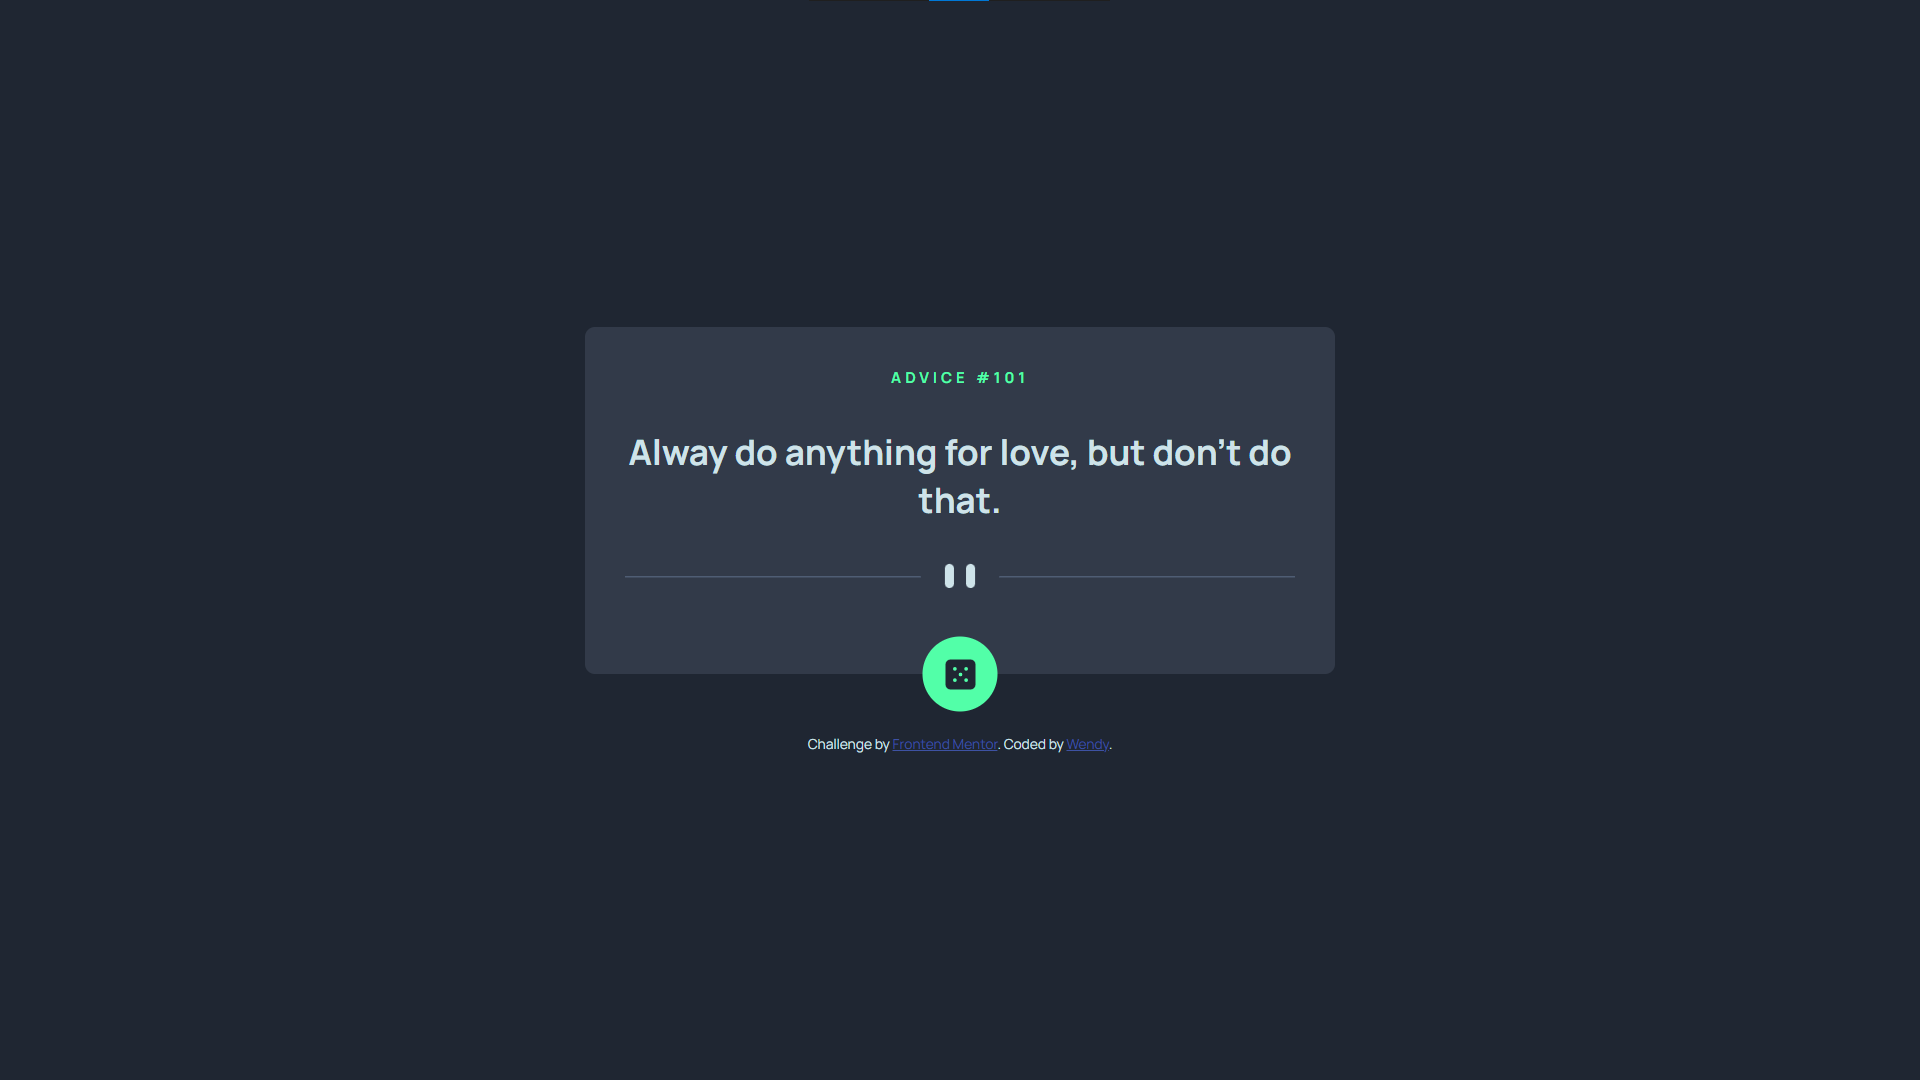 ADVICE #101
Alway do anything for love, but don’t do
that.
Challenge by Frontend Mentor. Coded by Wendy.